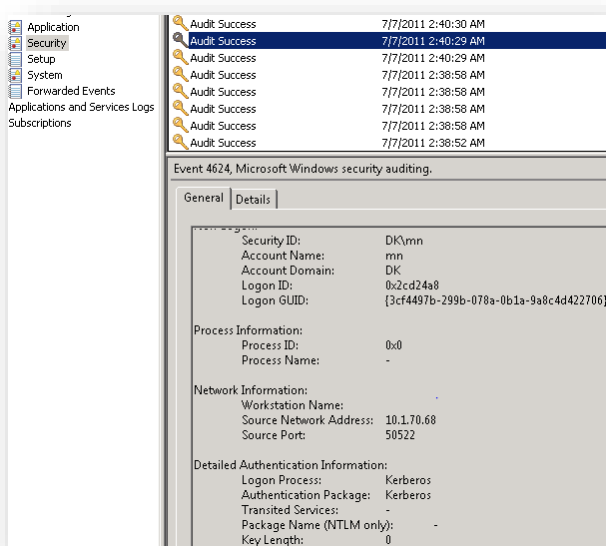 Application
Security
Setup
System
Forwarded Events
Applications and Services Logs
Subscriptions
Audit Success 7/7/2011 2:40:30 AM
Audit Success 7/7/2011 2:40:29 AM
Audit Success 7/7/2011 2:40:29 AM
Audit Success 7/7/2011 2:38:58 AM
Audit Success 7/7/2011 2:38:58 AM
Audit Success 7/7/2011 2:38:58 AM
Audit Success 7/7/2011 2:38:58 AM
Audit Success 7/7/2011 2:38:52 AM
Event 4624, Microsoft Windows security auditing.
General Details
Security ID: DK\mn
Account Name: mn
Account Domain: DK
Logon ID: 0x2cd24a8
Logon GUID: {3cf4497b-299b-078a-0b1a-9a8c4d422706}
Process Information:
Process ID: 0x0
Process Name: -
Network Information:
Workstation Name:
Source Network Address: 10.1.70.68
Source Port: 50522
Detailed Authentication Information:
Logon Process: Kerberos
Authentication Package: Kerberos
Transited Services: -
Package Name (NTLM only): -
Key Length: 0